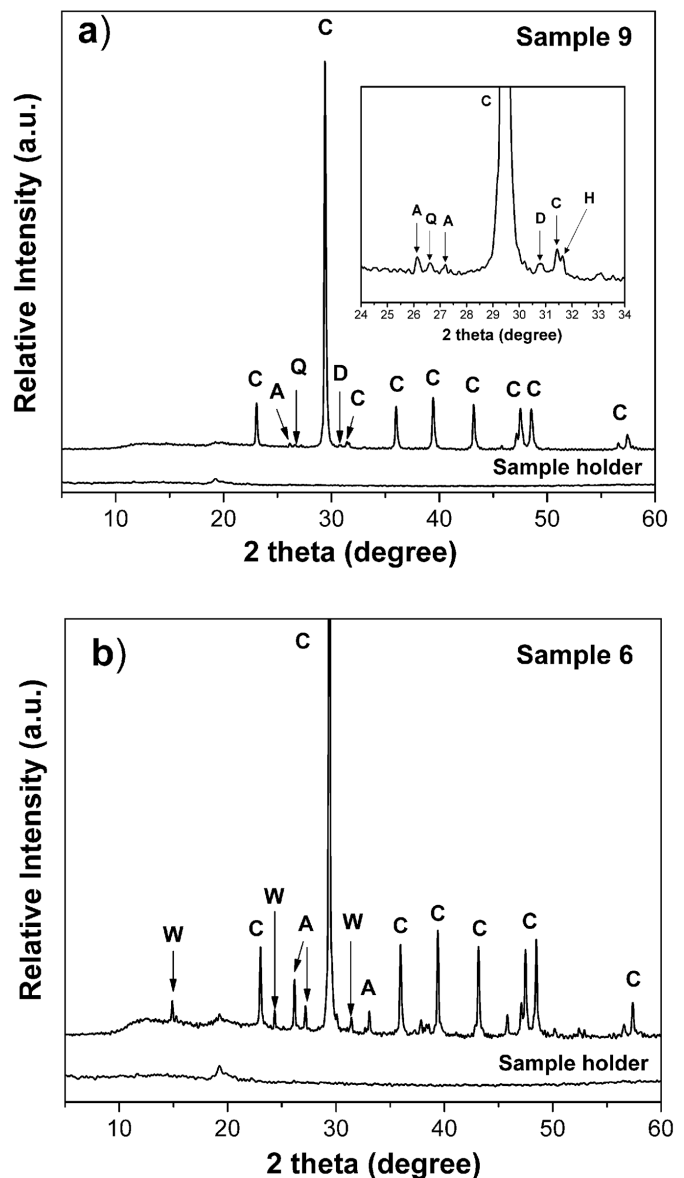 a)
C
Sample 9
C
A
Q
A
D
C
H
24 25 26 27 28 29 30 31 32 33 34
2 theta (degree)
C
A
Q
D
C
C
C
C
C
C
C
Sample holder
10 20 30 40 50 60
2 theta (degree)
Relative Intensity (a.u.)
b)
C
Sample 6
W
C
W
A
W
A
C
C
C
C
C
Sample holder
10 20 30 40 50 60
2 theta (degree)
Relative Intensity (a.u.)